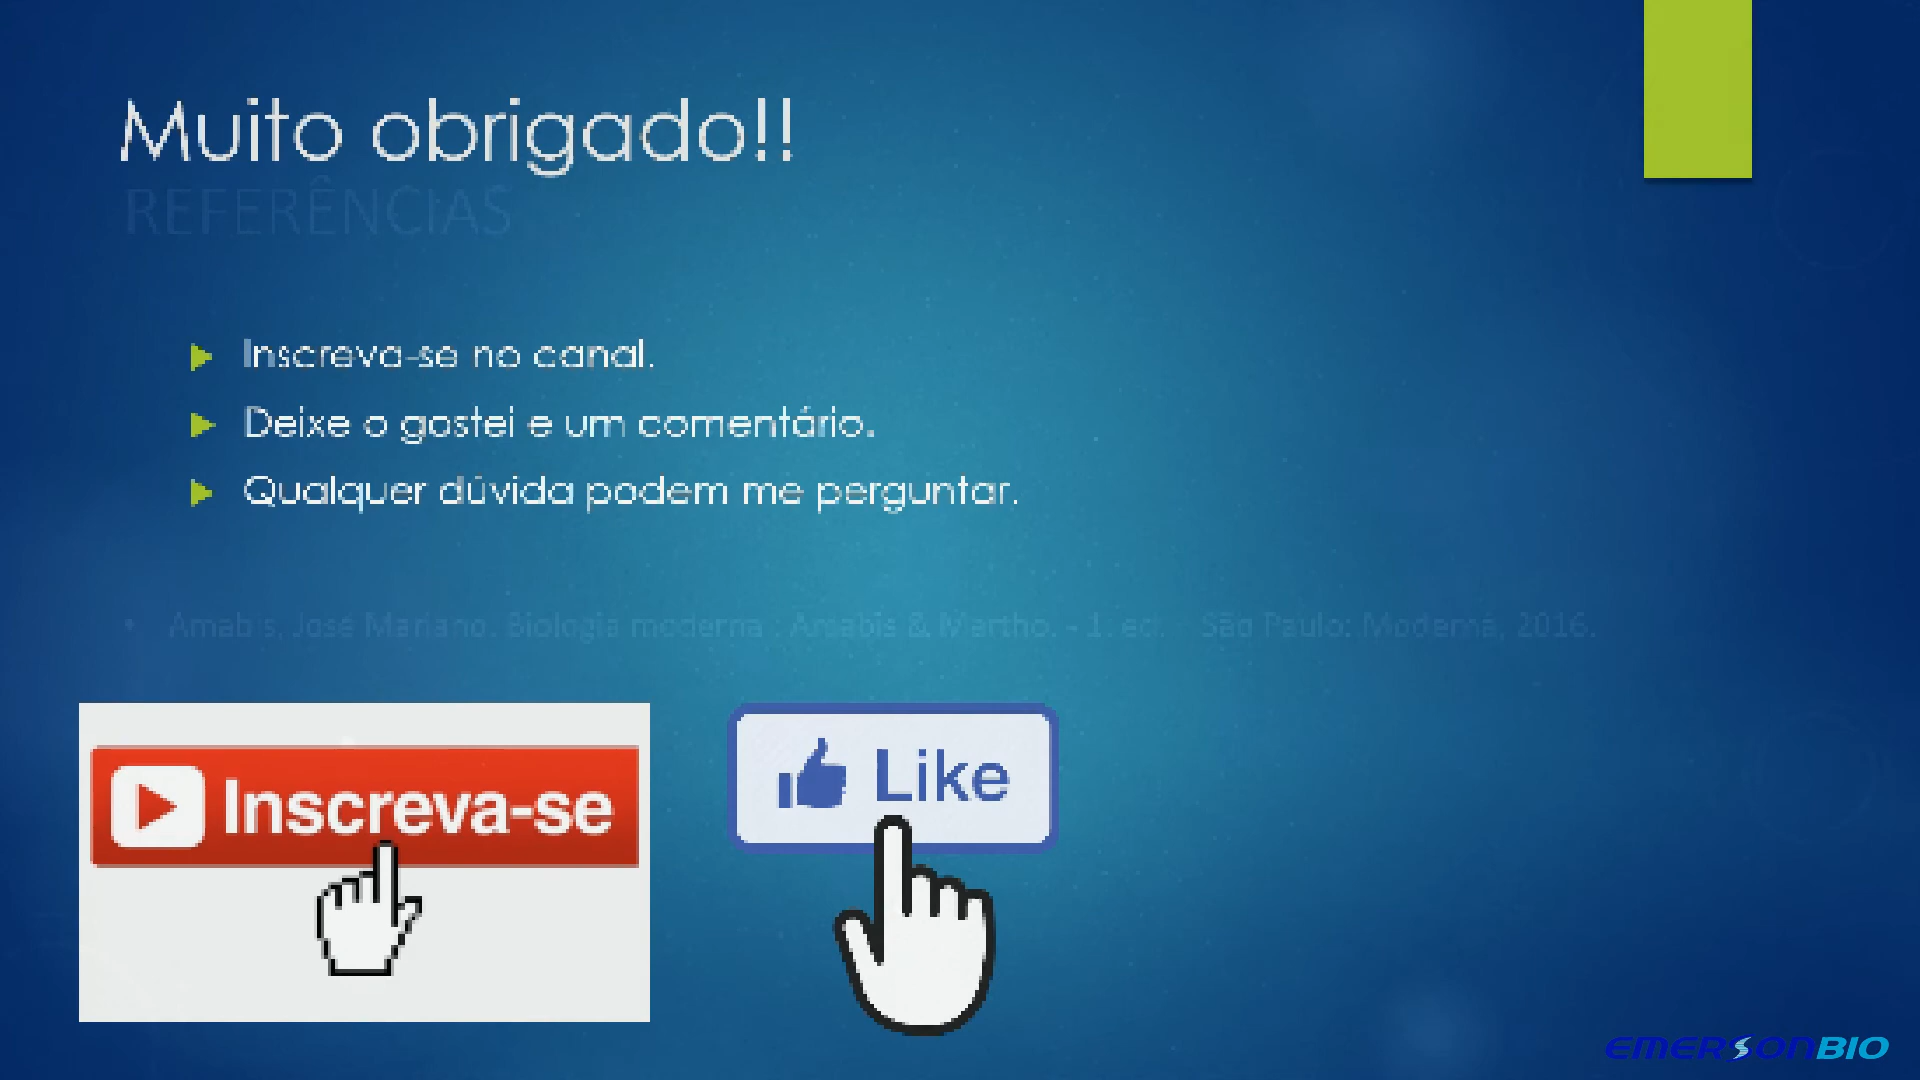 Muito obrigado!!
REFERÊNCIAS
Inscreva-se no canal.
Deixe o gostei e um comentário.
Qualquer dúvida podem me perguntar.
• Amabis, José Mariano. Biologia moderna : Amabis & Martho. - 1. ed. São Paulo: Moderna, 2016.
Inscreva-se
Like
EMERSONBIO